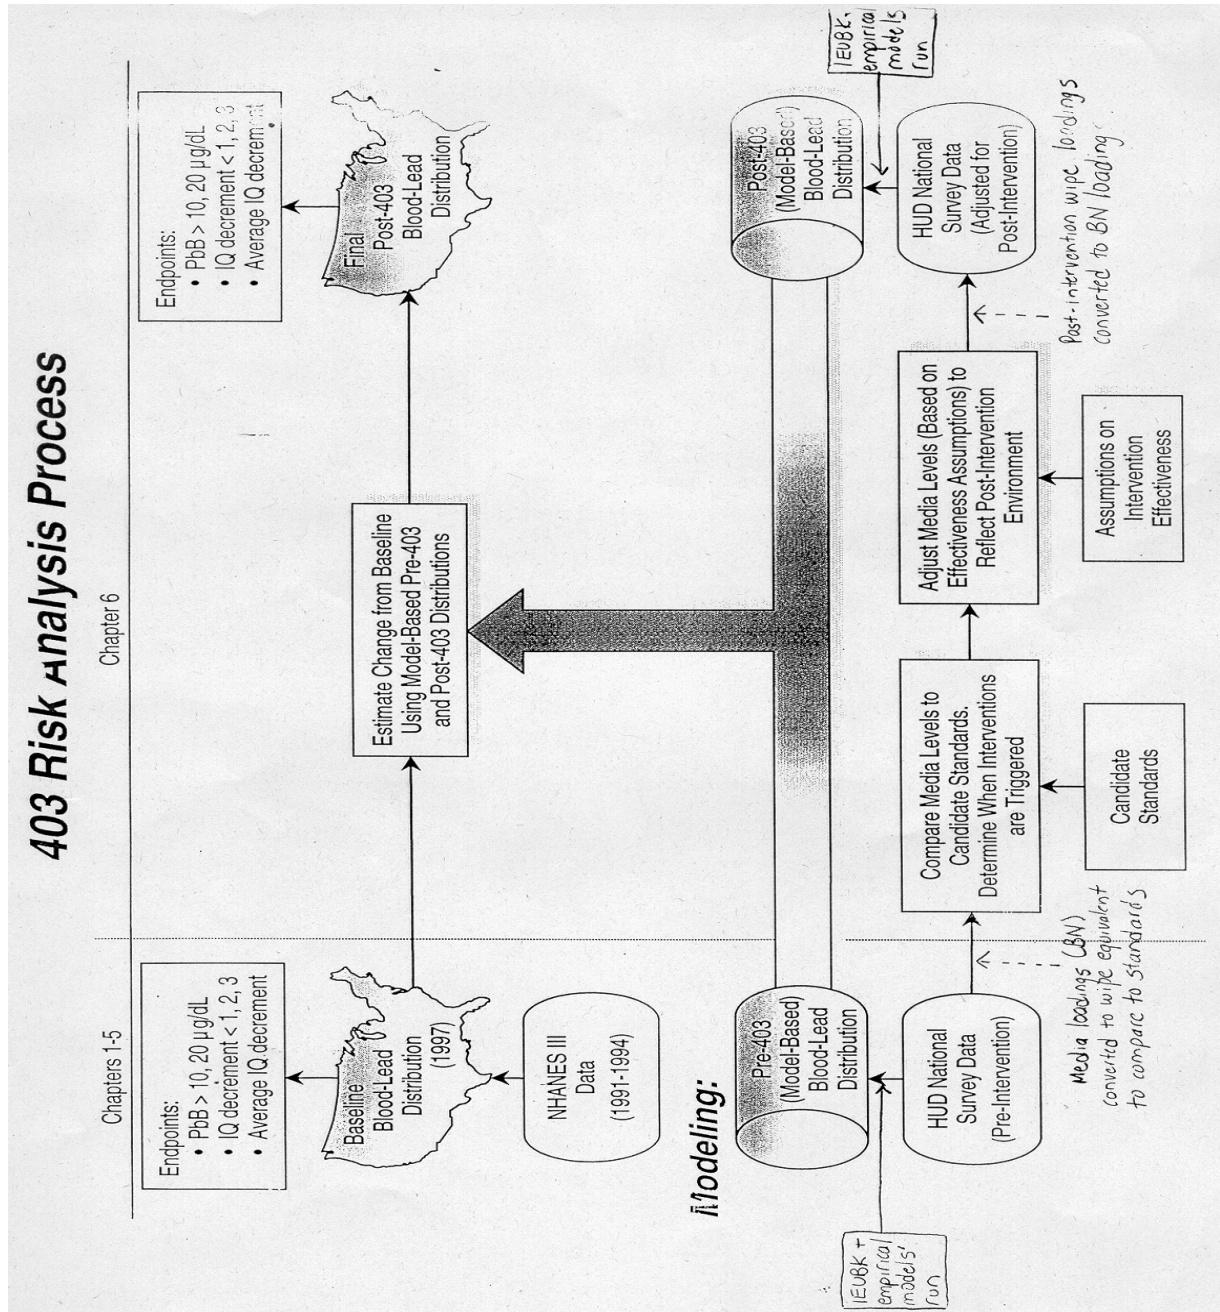 403 Risk Analysis Process
Chapters 1-5
Chapter 6
Endpoints:
• PbB > 10, 20 µg/dL
• IQ decrement < 1, 2, 3
• Average IQ decrement
Endpoints:
• PbB > 10, 20 µg/dL
• IQ decrement < 1, 2, 3
• Average IQ decrement
Baseline
Blood-Lead
Distribution
(1997)
Estimate Change from Baseline
Using Model-Based Pre-403
and Post-403 Distributions
Final
Post-403
Blood-Lead
Distribution
NHANES III
Data
(1991-1994)
Modeling:
Pre-403
(Model-Based)
Blood-Lead
Distribution
Post-403
(Model-Based)
Blood-Lead
Distribution
IEUBK +
empirical
models'
run
IEUBK +
empirical
models
run
HUD National
Survey Data
(Pre-Intervention)
Compare Media Levels to
Candidate Standards.
Determine When Interventions
are Triggered
Adjust Media Levels (Based on
Effectiveness Assumptions) to
Reflect Post-Intervention
Environment
HUD National
Survey Data
(Adjusted for
Post-Intervention)
Media loadings (BN)
converted to wipe equivalent
to compare to standards
Candidate
Standards
Assumptions on
Intervention
Effectiveness
Post-intervention wipe loadings
converted to BN loadings